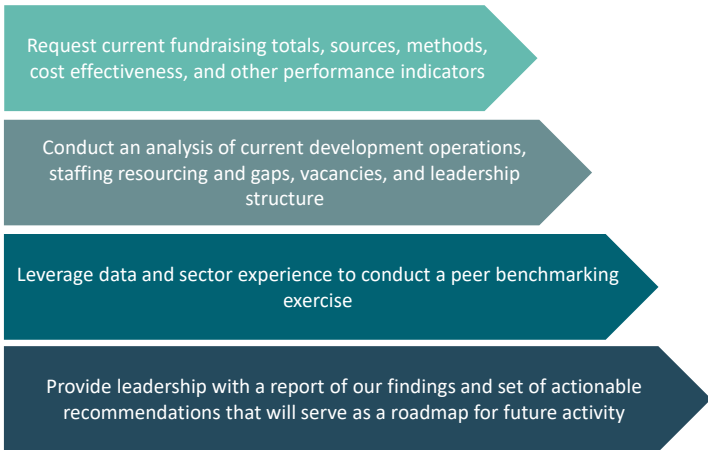 Request current fundraising totals, sources, methods,
cost effectiveness, and other performance indicators
Conduct an analysis of current development operations,
staffing resourcing and gaps, vacancies, and leadership
structure
Leverage data and sector experience to conduct a peer benchmarking
exercise
Provide leadership with a report of our findings and set of actionable
recommendations that will serve as a roadmap for future activity